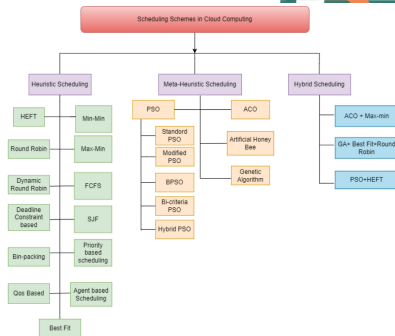 Scheduling Schemes in Cloud Computing
Heuristic Scheduling
Meta-Heuristic Scheduling
Hybrid Scheduling
HEFT
Min-Min
Round Robin
Max-Min
Dynamic
Round Robin
FCFS
Deadline
Constraint
based
SJF
Bin-packing
Priority
based
scheduling
Qos Based
Agent based
Scheduling
Best Fit
PSO
Standard
PSO
Modified
PSO
BPSO
Bi-criteria
PSO
Hybrid PSO
ACO
Artificial Honey
Bee
Genetic
Algorithm
ACO + Max-min
GA+ Best Fit+Round
Robin
PSO+HEFT